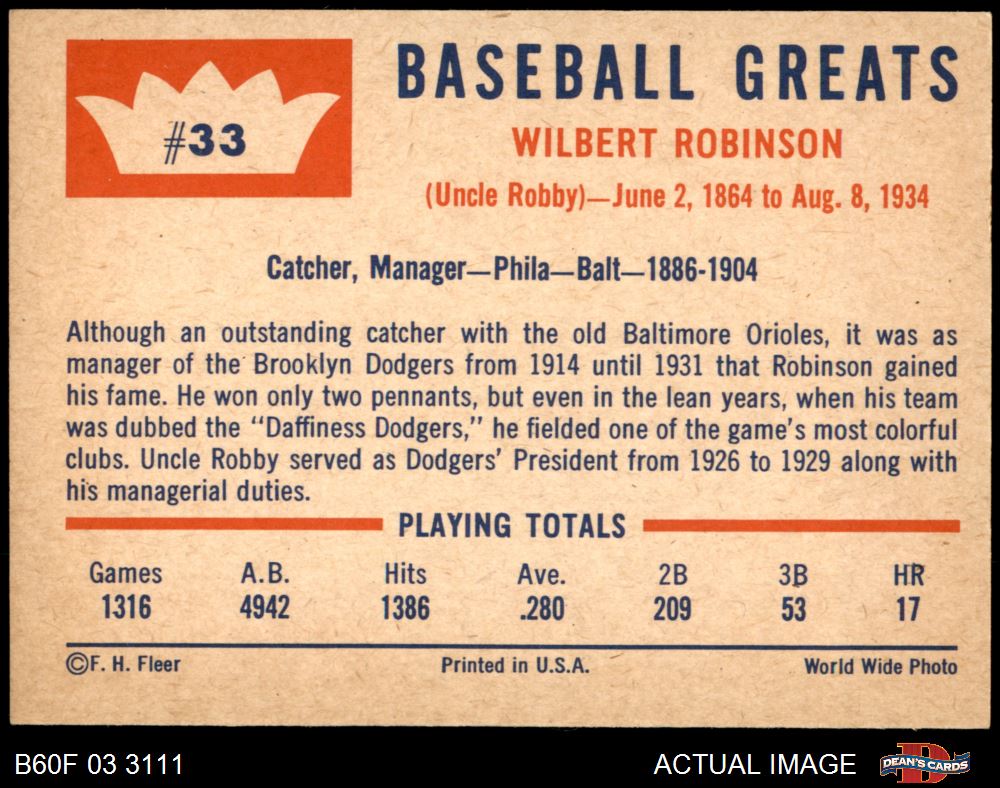 #33
BASEBALL GREATS
WILBERT ROBINSON
(Uncle Robby)—June 2, 1864 to Aug. 8, 1934
Catcher, Manager—Phila—Balt—1886-1904
Although an outstanding catcher with the old Baltimore Orioles, it was as
manager of the Brooklyn Dodgers from 1914 until 1931 that Robinson gained
his fame. He won only two pennants, but even in the lean years, when his team
was dubbed the "Daffiness Dodgers," he fielded one of the game's most colorful
clubs. Uncle Robby served as Dodgers' President from 1926 to 1929 along with
his managerial duties.
PLAYING TOTALS
Games A.B. Hits Ave. 2B 3B HR
1316 4942 1386 .280 209 53 17
©F. H. Fleer Printed in U.S.A. World Wide Photo
B60F 03 3111 ACTUAL IMAGE D DEAN'S CARDS